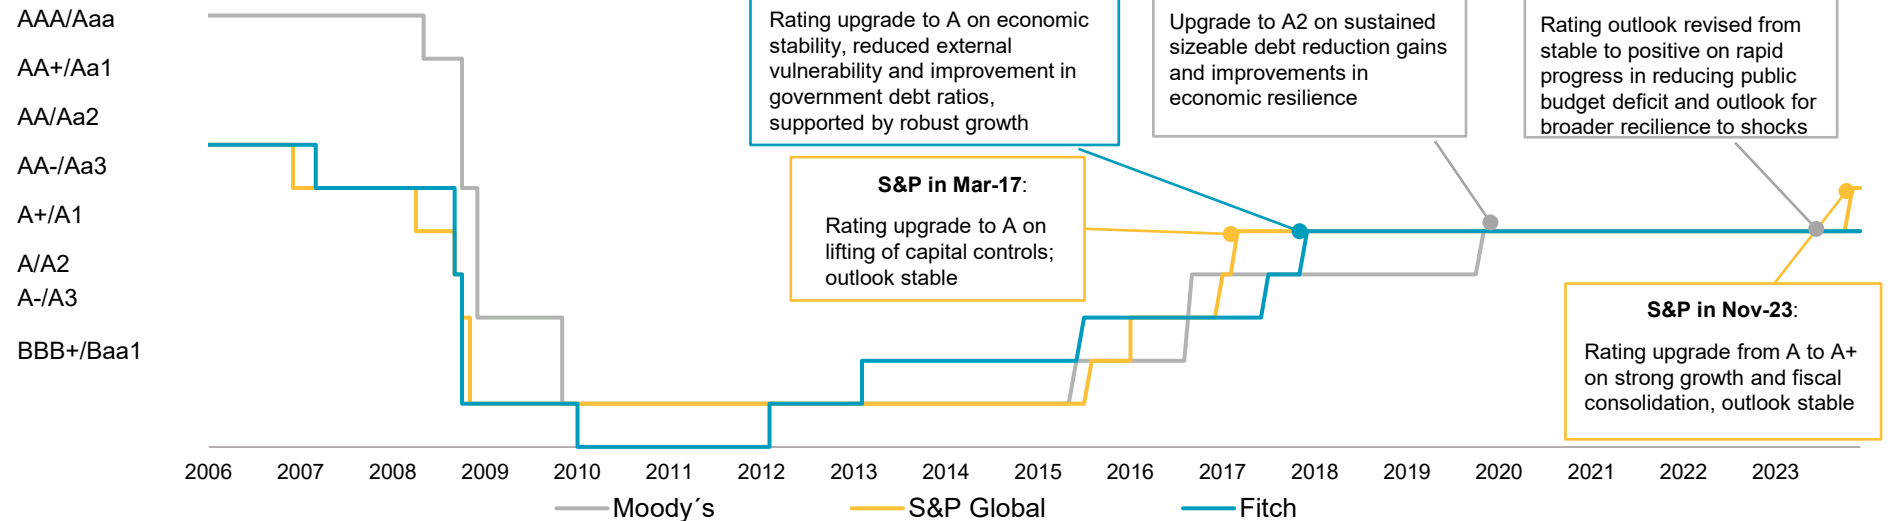 AAA/Aaa
AA+/Aa1
AA/Aa2
AA-/Aa3
A+/A1
A/A2
A-/A3
BBB+/Baa1
Rating upgrade to A on economic
stability, reduced external
vulnerability and improvement in
government debt ratios,
supported by robust growth
Upgrade to A2 on sustained
sizeable debt reduction gains
and improvements in
economic resilience
Rating outlook revised from
stable to positive on rapid
progress in reducing public
budget deficit and outlook for
broader recilience to shocks
S&P in Mar-17:
Rating upgrade to A on
lifting of capital controls;
outlook stable
S&P in Nov-23:
Rating upgrade from A to A+
on strong growth and fiscal
consolidation, outlook stable
2006 2007 2008 2009 2010 2011 2012 2013 2014 2015 2016 2017 2018 2019 2020 2021 2022 2023
Moody´s S&P Global Fitch